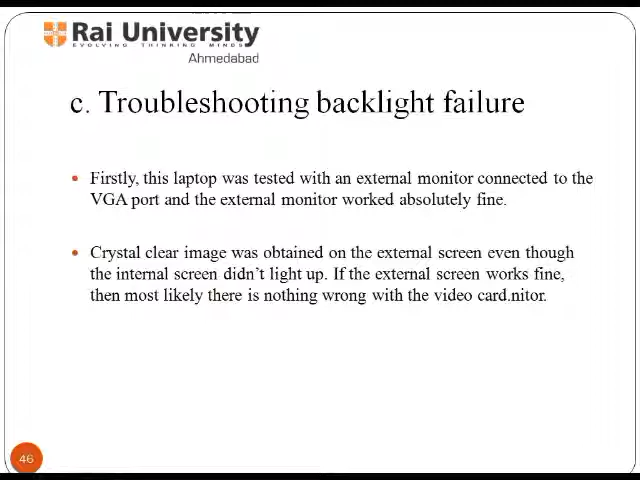 Rai University
EVOLVING THINKING MINDS
Ahmedabad
c. Troubleshooting backlight failure
Firstly, this laptop was tested with an external monitor connected to the
VGA port and the external monitor worked absolutely fine.
Crystal clear image was obtained on the external screen even though
the internal screen didn’t light up. If the external screen works fine,
then most likely there is nothing wrong with the video card.nitor.
46